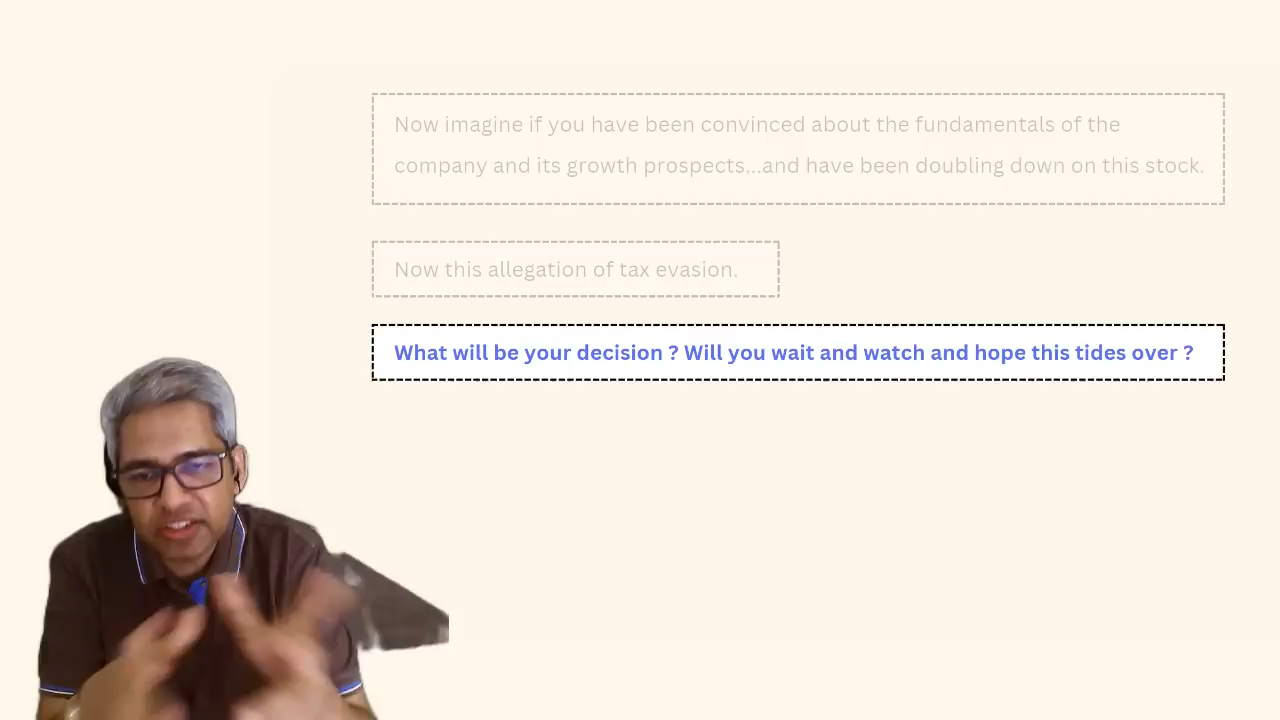 Now imagine if you have been convinced about the fundamentals of the
company and its growth prospects...and have been doubling down on this stock.
Now this allegation of tax evasion.
What will be your decision ? Will you wait and watch and hope this tides over ?